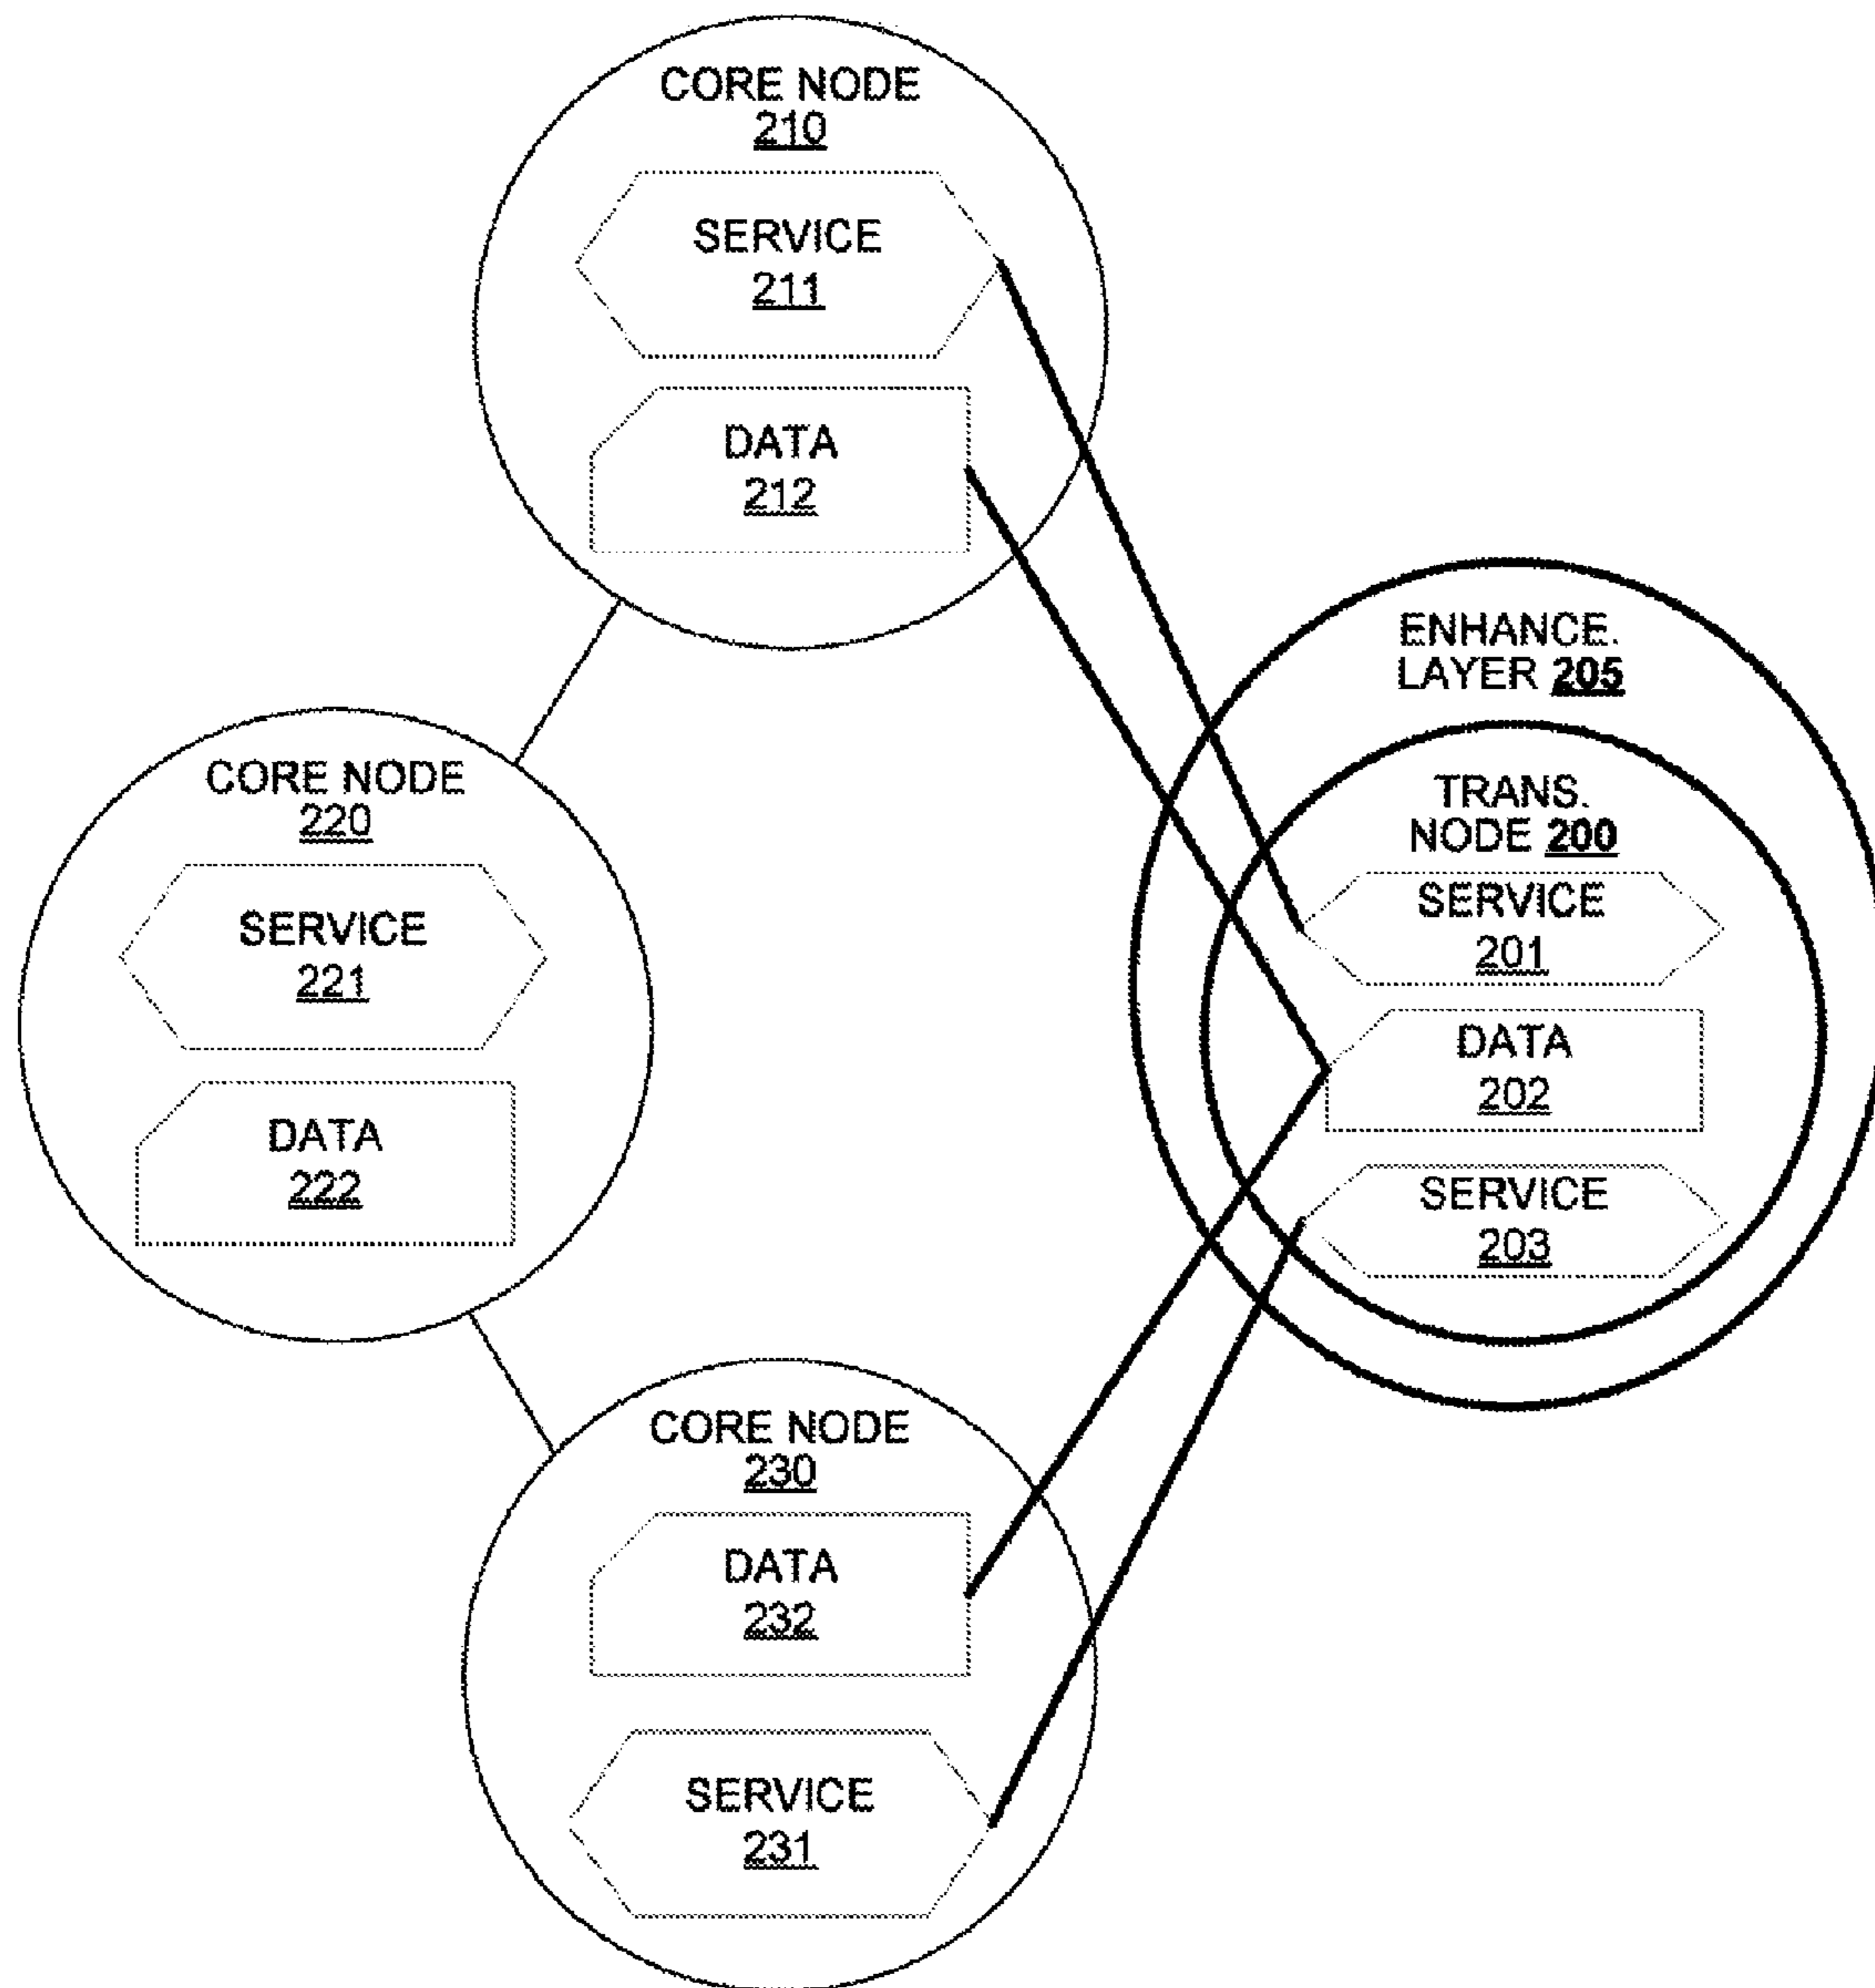 CORE NODE
210
SERVICE
211
DATA
212
ENHANCE.
LAYER 205
TRANS.
NODE 200
SERVICE
201
DATA
202
SERVICE
203
CORE NODE
220
SERVICE
221
DATA
222
CORE NODE
230
DATA
232
SERVICE
231